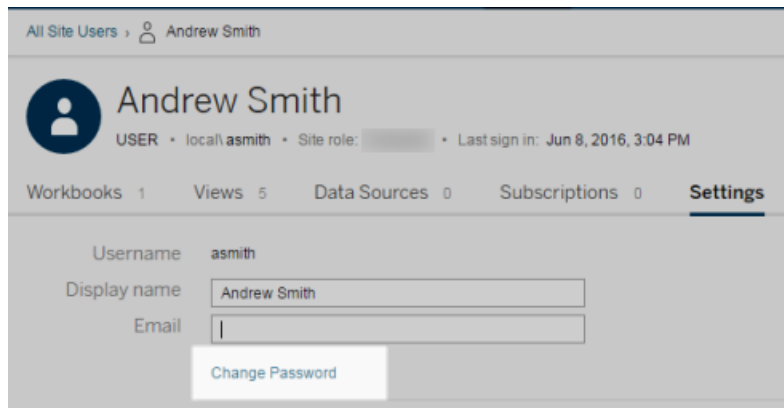 All Site Users › Andrew Smith
Andrew Smith
USER • local\asmith • Site role: • Last sign in: Jun 8, 2016, 3:04 PM
Workbooks 1 Views 5 Data Sources 0 Subscriptions 0 Settings
Username asmith
Display name Andrew Smith
Email
Change Password